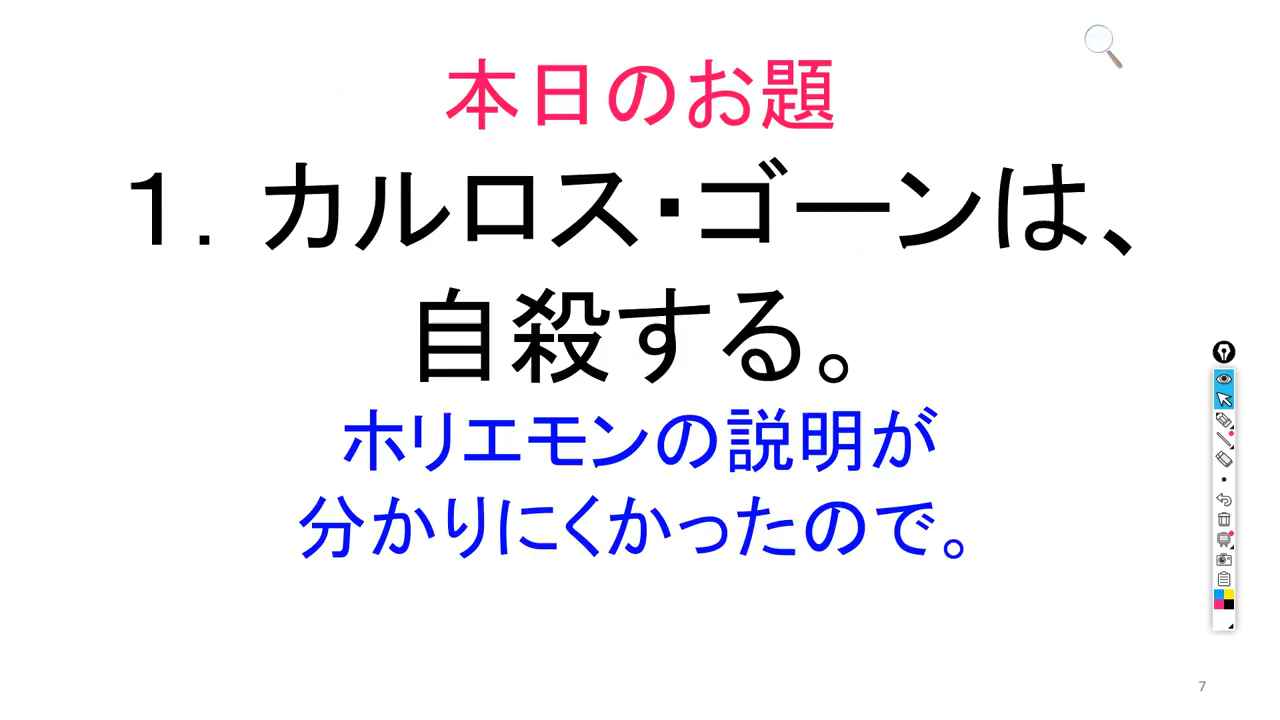 本日のお題
１．カルロス・ゴーンは、
自殺する。
ホリエモンの説明が
分かりにくかったので。
7